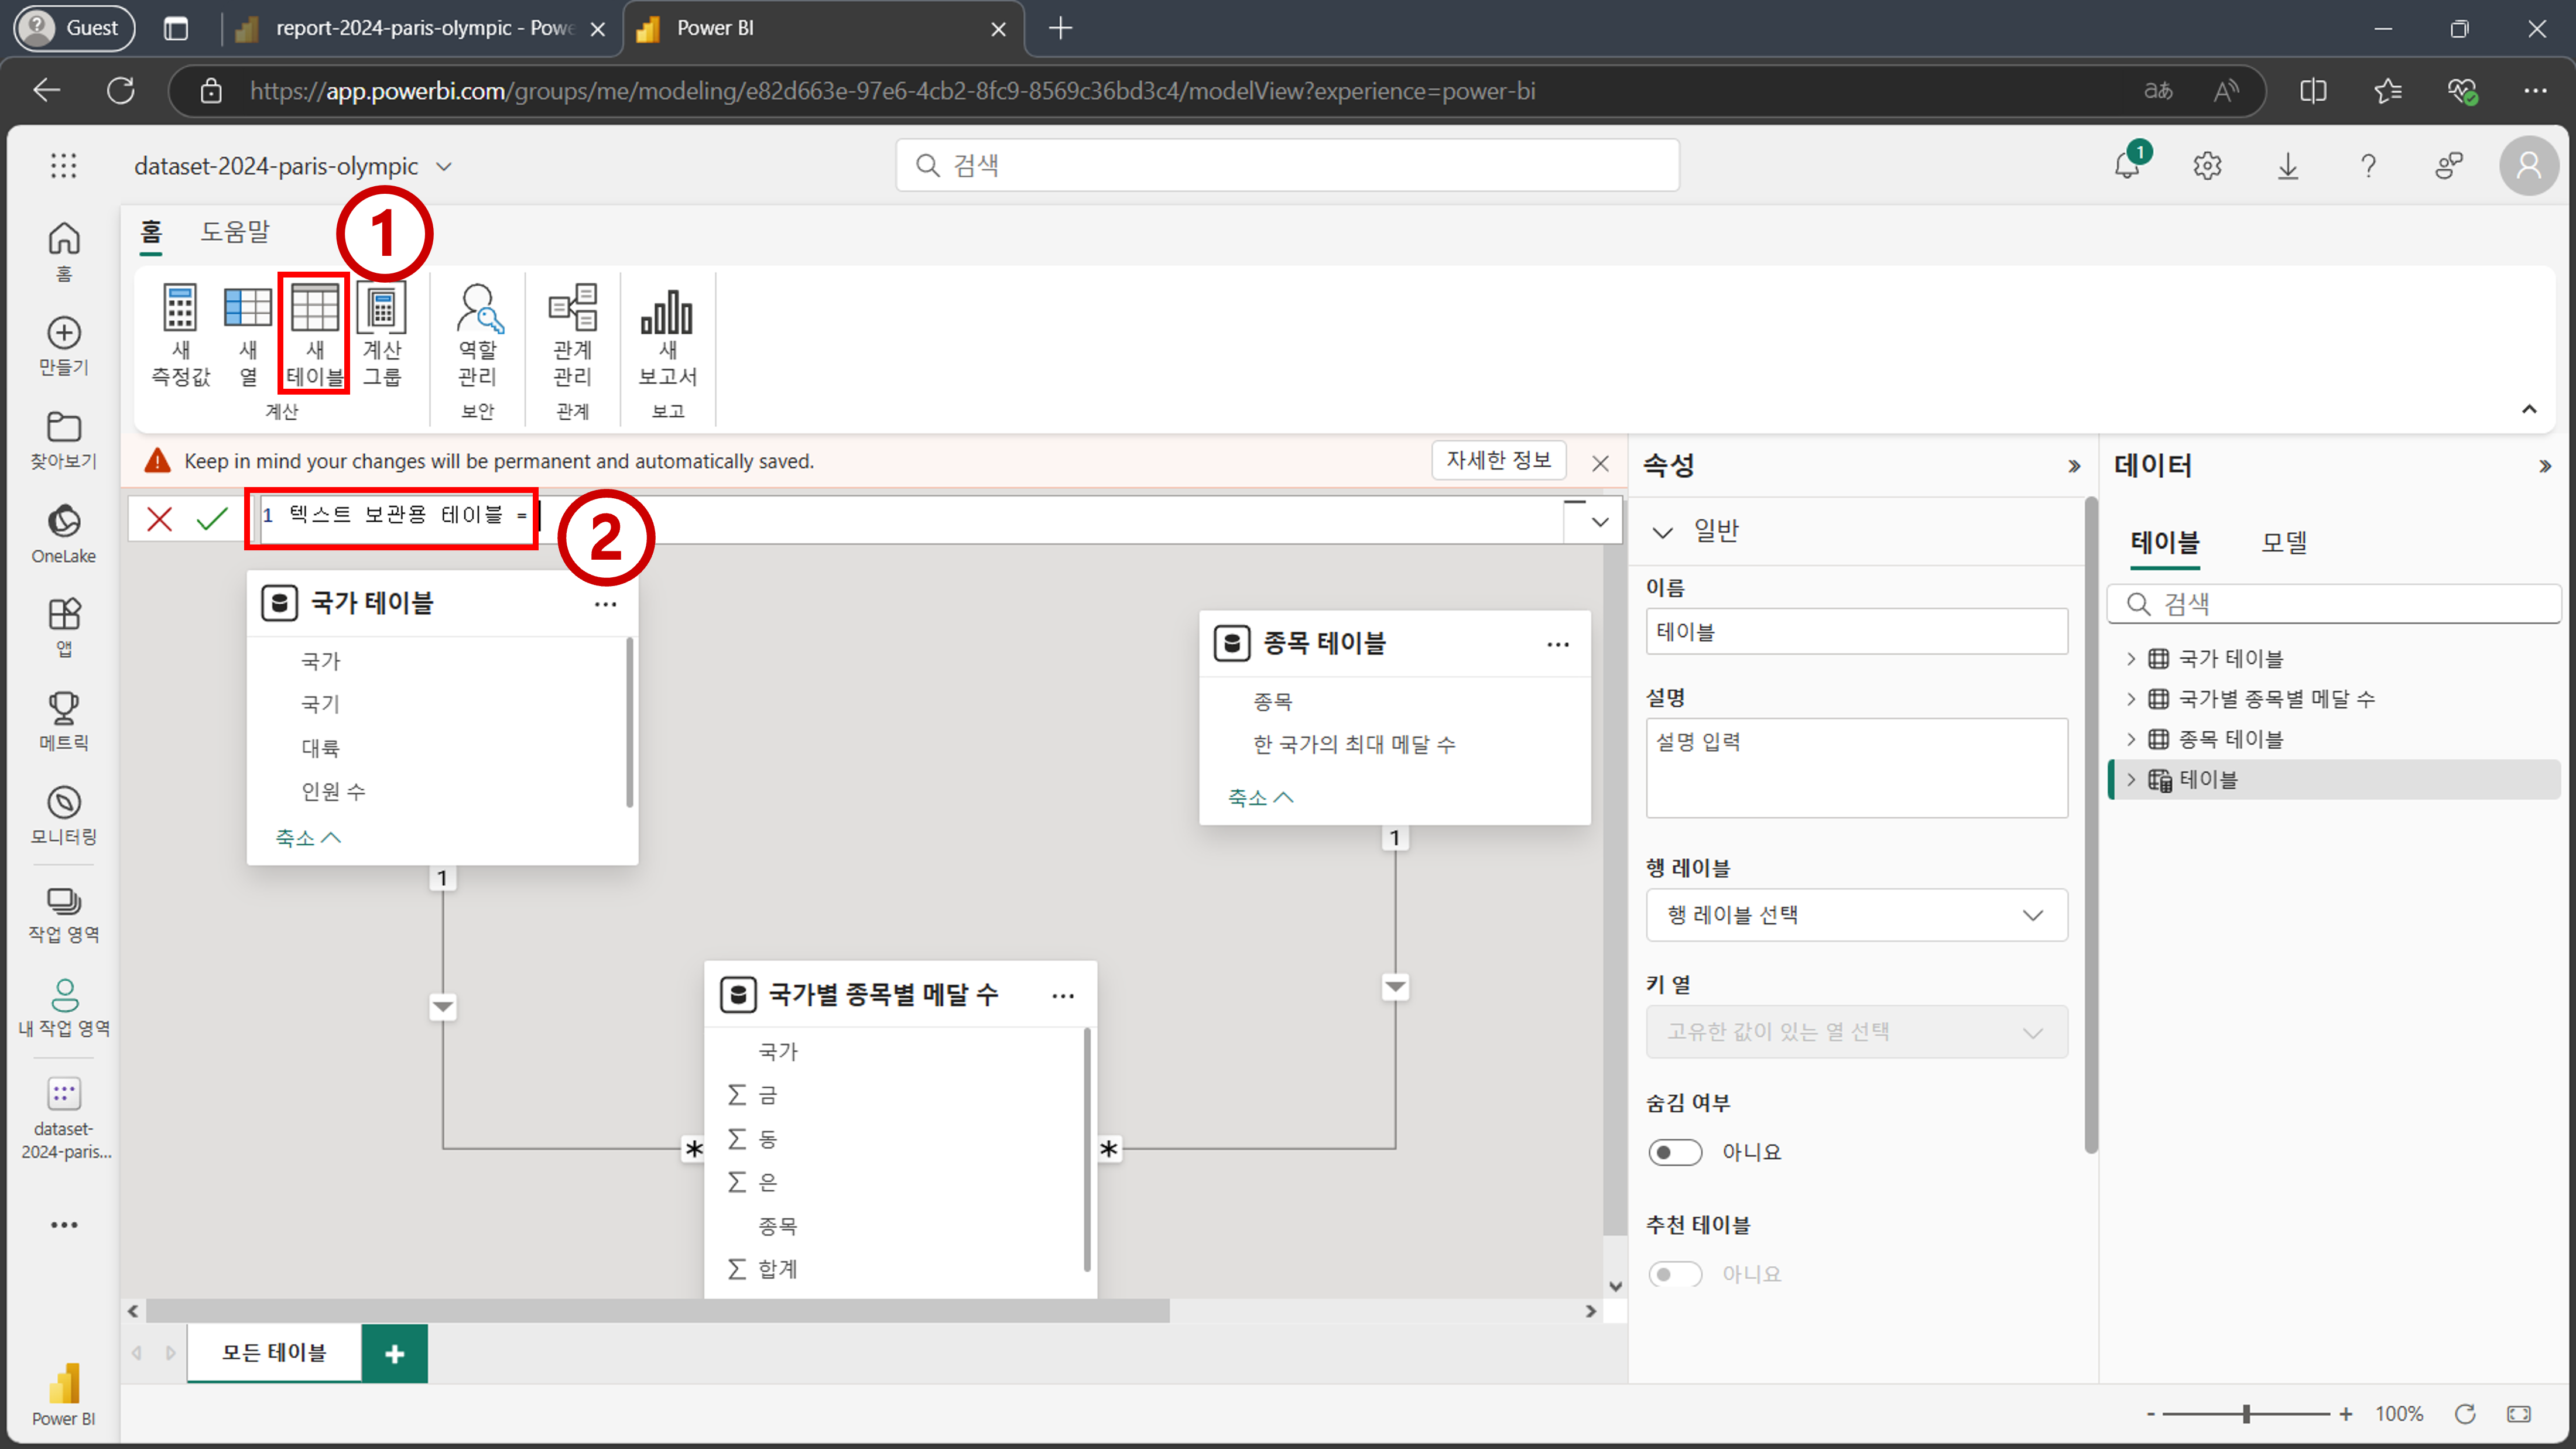 Guest
report-2024-paris-olympic - Powe
Power BI
https://app.powerbi.com/groups/me/modeling/e82d663e-97e6-4cb2-8fc9-8569c36bd3c4/modelView?experience=power-bi
dataset-2024-paris-olympic
검색
1
홈
도움말
1
새 측정값
새 열
새 테이블
계산 그룹
계산
역할 관리
보안
관계 관리
관계
새 보고서
보고
홈
만들기
찾아보기
OneLake
앱
메트릭
모니터링
작업 영역
내 작업 영역
dataset-
2024-paris...
Power BI
Keep in mind your changes will be permanent and automatically saved.
자세한 정보
1 텍스트 보관용 테이블 =
2
국가 테이블
국가
국기
대륙
인원 수
축소
1
종목 테이블
종목
한 국가의 최대 메달 수
축소
1
국가별 종목별 메달 수
국가
금
동
은
종목
합계
*
*
모든 테이블
속성
일반
이름
테이블
설명
설명 입력
행 레이블
행 레이블 선택
키 열
고유한 값이 있는 열 선택
숨김 여부
아니요
추천 테이블
아니요
데이터
테이블
모델
검색
국가 테이블
국가별 종목별 메달 수
종목 테이블
테이블
- + 100%